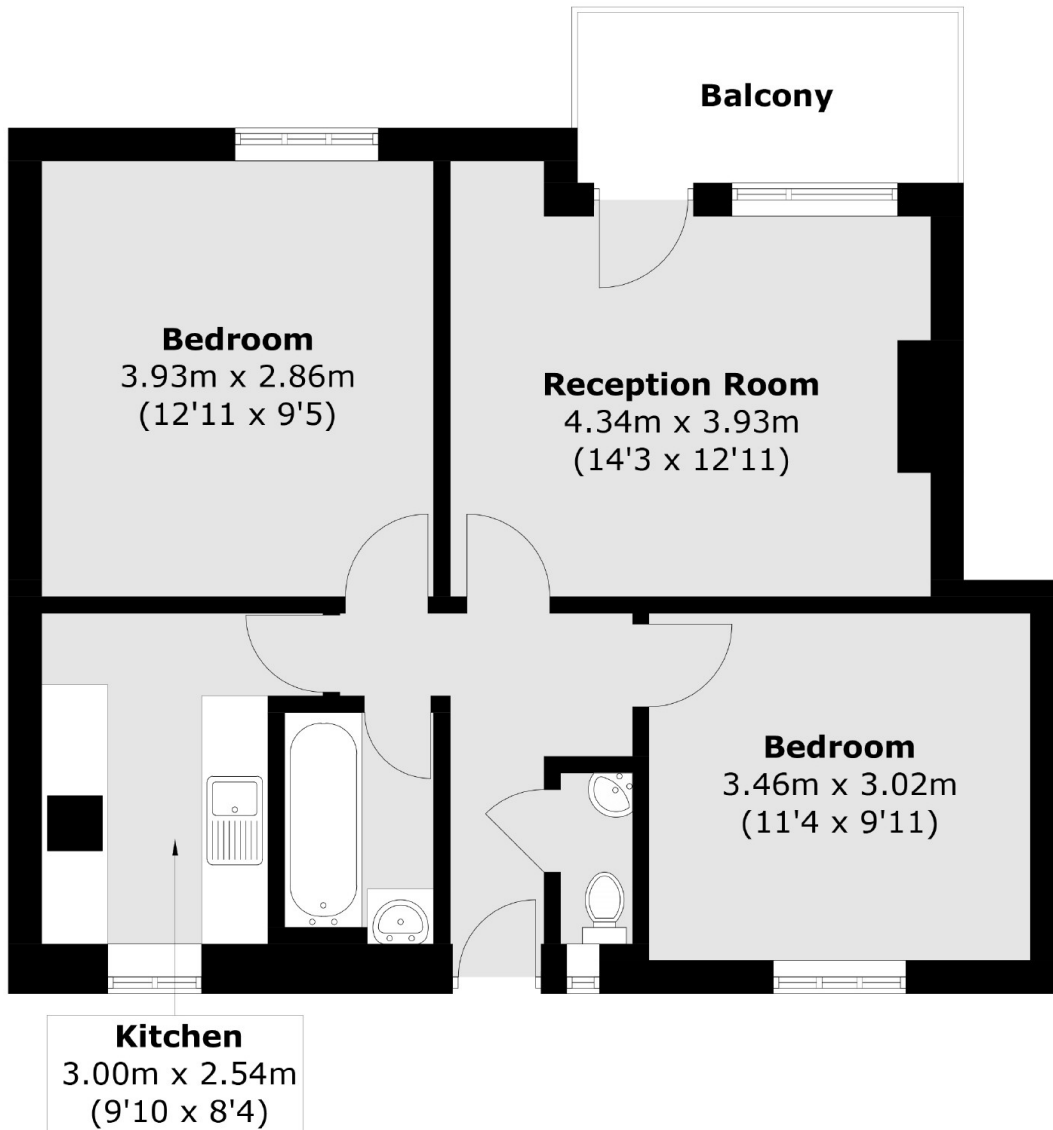 Balcony
Bedroom
3.93m x 2.86m
(12'11 x 9'5)
Reception Room
4.34m x 3.93m
(14'3 x 12'11)
Bedroom
3.46m x 3.02m
(11'4 x 9'11)
Kitchen
3.00m x 2.54m
(9'10 x 8'4)